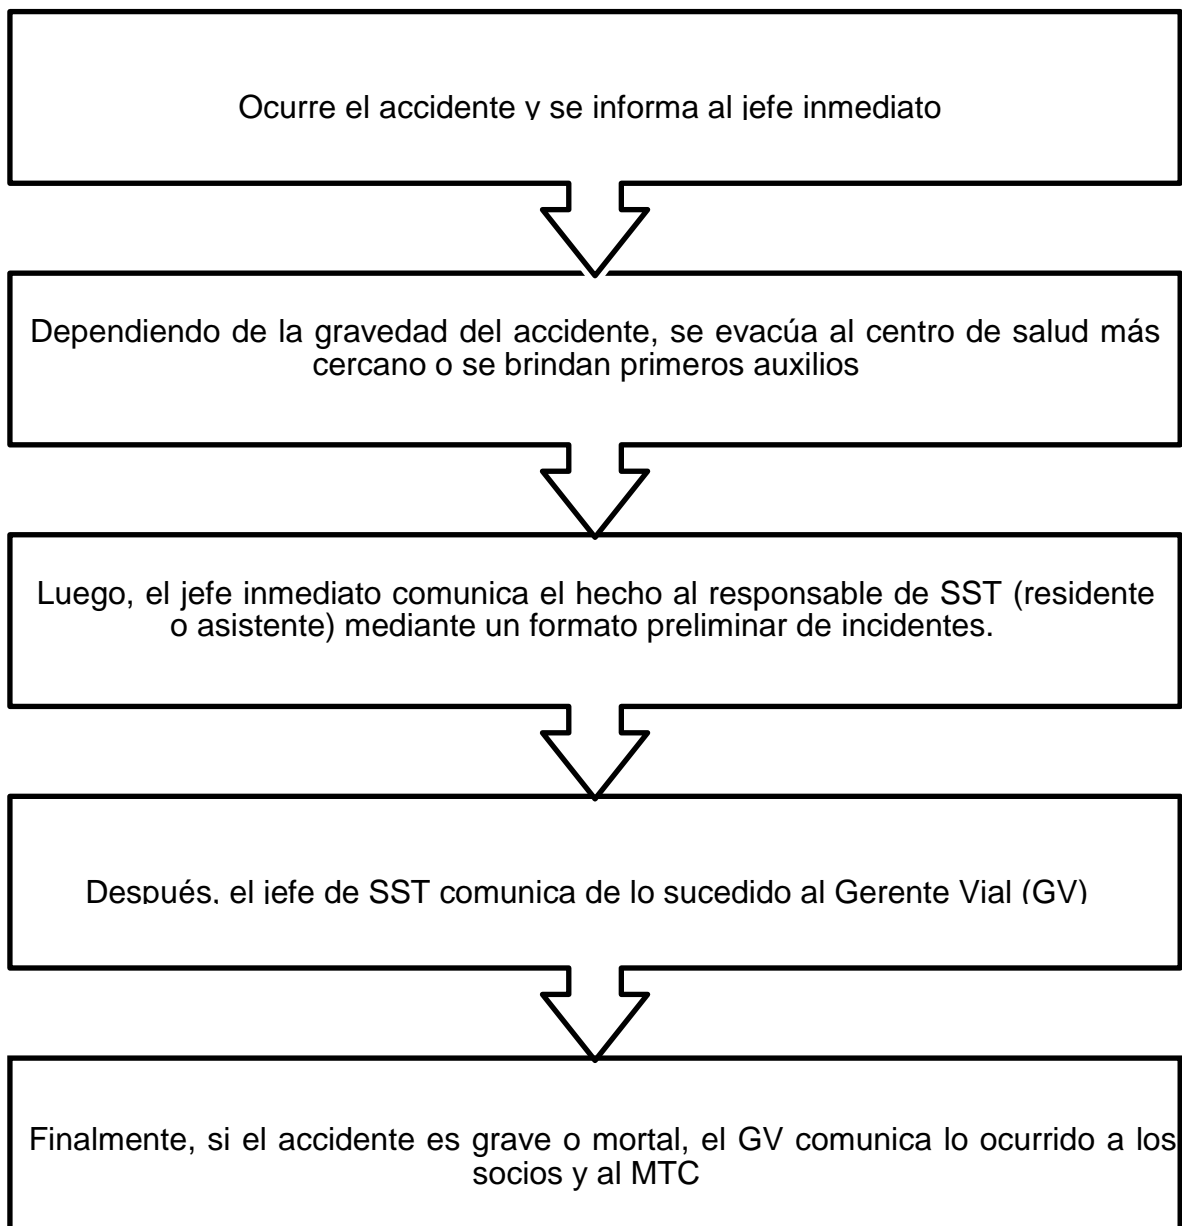 Ocurre el accidente y se informa al jefe inmediato
Dependiendo de la gravedad del accidente, se evacúa al centro de salud más
cercano o se brindan primeros auxilios
Luego, el jefe inmediato comunica el hecho al responsable de SST (residente
o asistente) mediante un formato preliminar de incidentes.
Después, el jefe de SST comunica de lo sucedido al Gerente Vial (GV)
Finalmente, si el accidente es grave o mortal, el GV comunica lo ocurrido a los
socios y al MTC